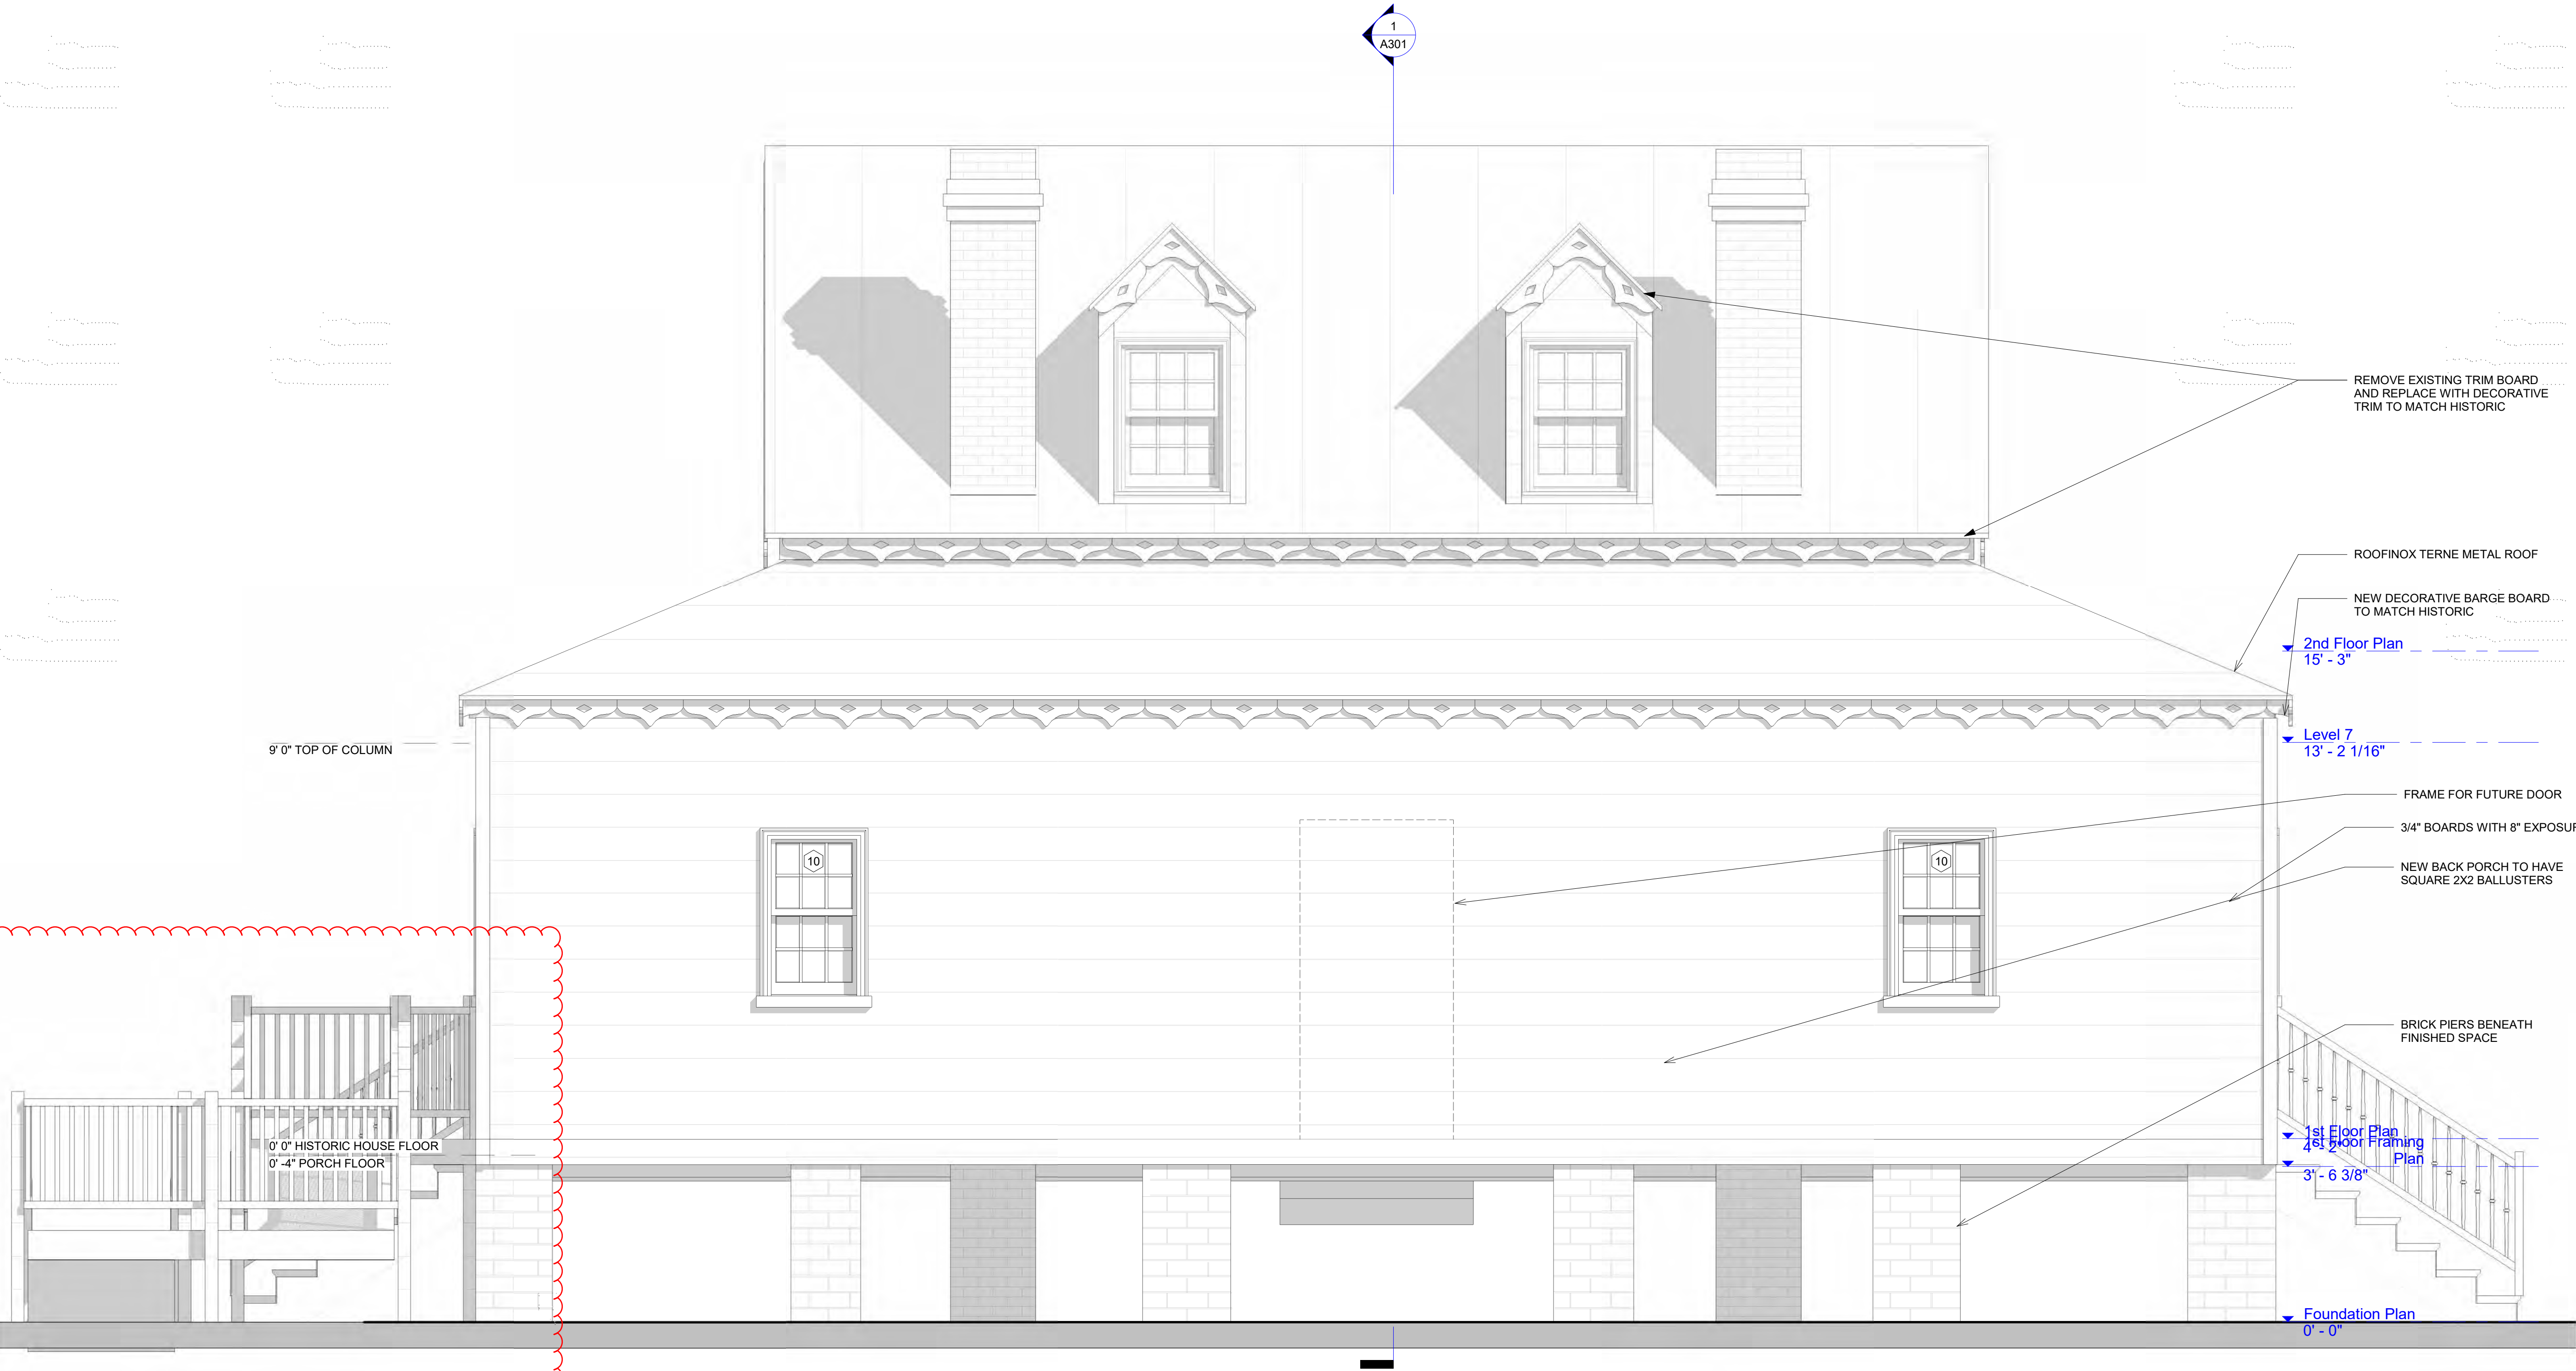 1
A301
REMOVE EXISTING TRIM BOARD
AND REPLACE WITH DECORATIVE
TRIM TO MATCH HISTORIC
ROOFINOX TERNE METAL ROOF
NEW DECORATIVE BARGE BOARD
TO MATCH HISTORIC
2nd Floor Plan
15' - 3"
9' 0" TOP OF COLUMN
Level 7
13' - 2 1/16"
FRAME FOR FUTURE DOOR
3/4" BOARDS WITH 8" EXPOSUR
10
10
NEW BACK PORCH TO HAVE
SQUARE 2X2 BALLUSTERS
BRICK PIERS BENEATH
FINISHED SPACE
0' 0" HISTORIC HOUSE FLOOR
0' -4" PORCH FLOOR
1st Floor Plan
4' - 2"
1st Floor Framing
Plan
3' - 6 3/8"
Foundation Plan
0' - 0"